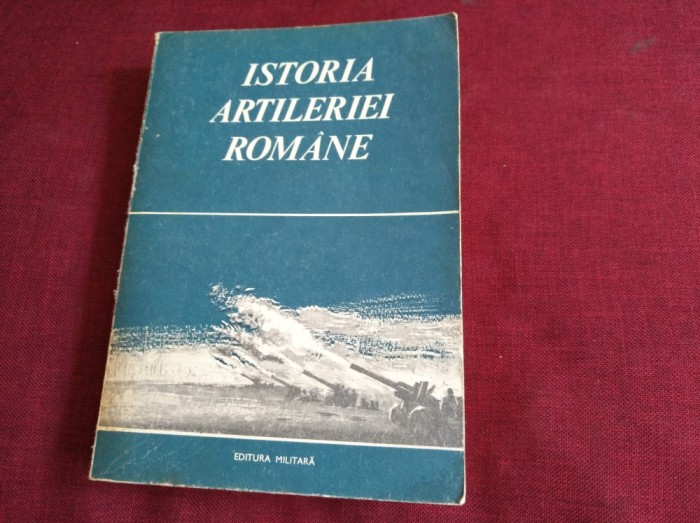 ISTORIA
ARTILERIEI
ROMÂNE
EDITURA MILITARĂ